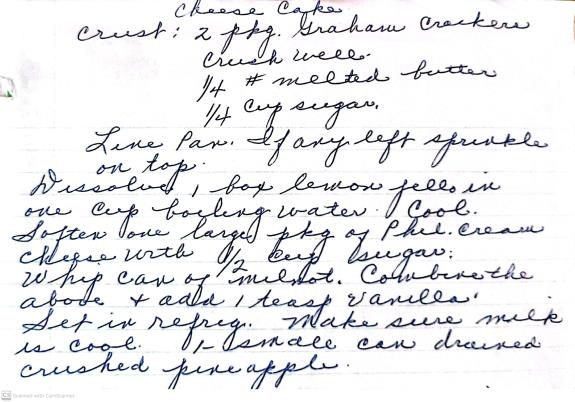 Cheese Cake
Crust: 2 pkg. Graham Crackers
Crush well.
1/4 # melted butter
1/4 cup sugar.
Line Pan. If any left sprinkle
on top.
Dissolve 1 box lemon jello in
one cup boiling water. Cool.
Soften one large pkg of Phil. Cream
cheese with 1/2 cup sugar.
Whip can of milnot. Combine the
above & add 1 teasp vanilla.
Set in refrig. Make sure milk
is cool. 1 - small can drained
crushed pineapple.
CS Scanned with CamScanner